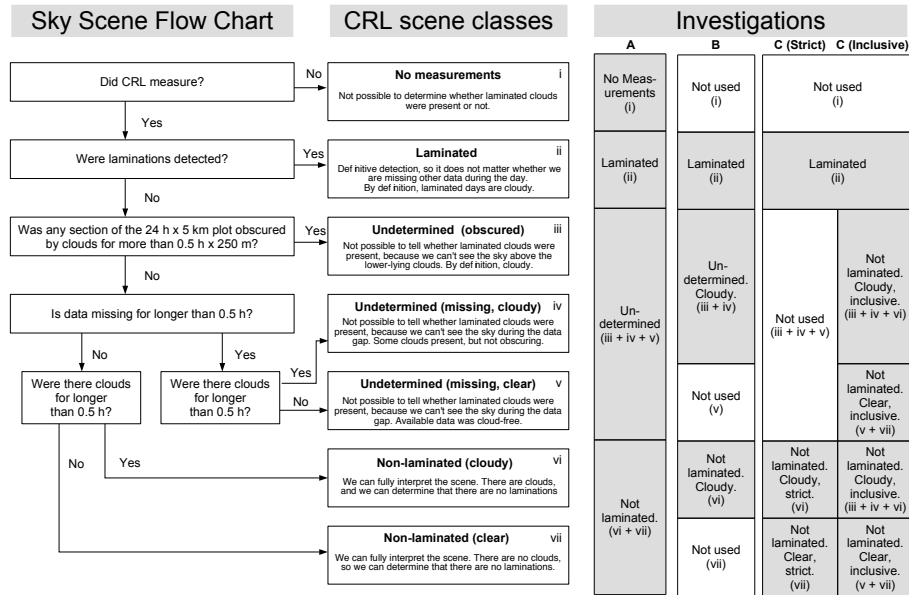 Sky Scene Flow Chart
CRL scene classes
Investigations
A
B
C (Strict)
C (Inclusive)
Did CRL measure?
No
Yes
Were laminations detected?
Yes
No
Was any section of the 24 h x 5 km plot obscured
by clouds for more than 0.5 h x 250 m?
Yes
No
Is data missing for longer than 0.5 h?
No
Yes
Were there clouds
for longer
than 0.5 h?
Were there clouds
for longer
than 0.5 h?
Yes
No
No
Yes
No measurements
i
Not possible to determine whether laminated clouds
were present or not.
Laminated
ii
Def initive detection, so it does not matter whether we
are missing other data during the day.
By def inition, laminated days are cloudy.
Undetermined (obscured)
iii
Not possible to tell whether laminated clouds were
present, because we can't see the sky above the
lower-lying clouds. By def inition, cloudy.
Undetermined (missing, cloudy)
iv
Not possible to tell whether laminated clouds were
present, because we can't see the sky during the data
gap. Some clouds present, but not obscuring.
Undetermined (missing, clear)
v
Not possible to tell whether laminated clouds were
present, because we can't see the sky during the data
gap. Available data was cloud-free.
Non-laminated (cloudy)
vi
We can fully interpret the scene. There are clouds,
and we can determine that there are no laminations
Non-laminated (clear)
vii
We can fully interpret the scene. There are no clouds,
so we can determine that there are no laminations.
No Meas-
urements
(i)
Laminated
(ii)
Un-
determined
(iii + iv + v)
Not
laminated.
(vi + vii)
Not used
(i)
Laminated
(ii)
Un-
determined.
Cloudy.
(iii + iv)
Not used
(v)
Not
laminated.
Cloudy.
(vi)
Not used
(vii)
Not used
(i)
Laminated
(ii)
Not used
(iii + iv + v)
Not
laminated.
Cloudy,
strict.
(vi)
Not
laminated.
Clear,
strict.
(vii)
Not
laminated.
Cloudy,
inclusive.
(iii + iv + vi)
Not
laminated.
Clear,
inclusive.
(v + vii)
Not
laminated.
Cloudy,
inclusive.
(iii + iv + vi)
Not
laminated.
Clear,
inclusive.
(v + vii)